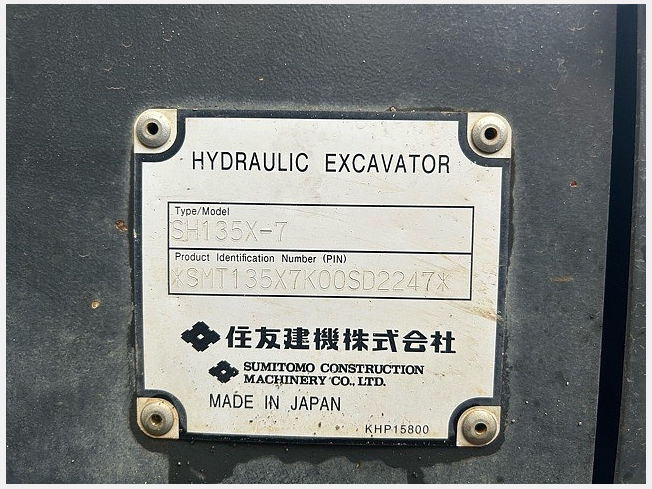 HYDRAULIC EXCAVATOR
Type/Model
SH135X-7
Product Identification Number (PIN)
*SMT135X7K00SD2247*
住友建機株式会社
SUMITOMO CONSTRUCTION
MACHINERY CO., LTD.
MADE IN JAPAN
KHP15800